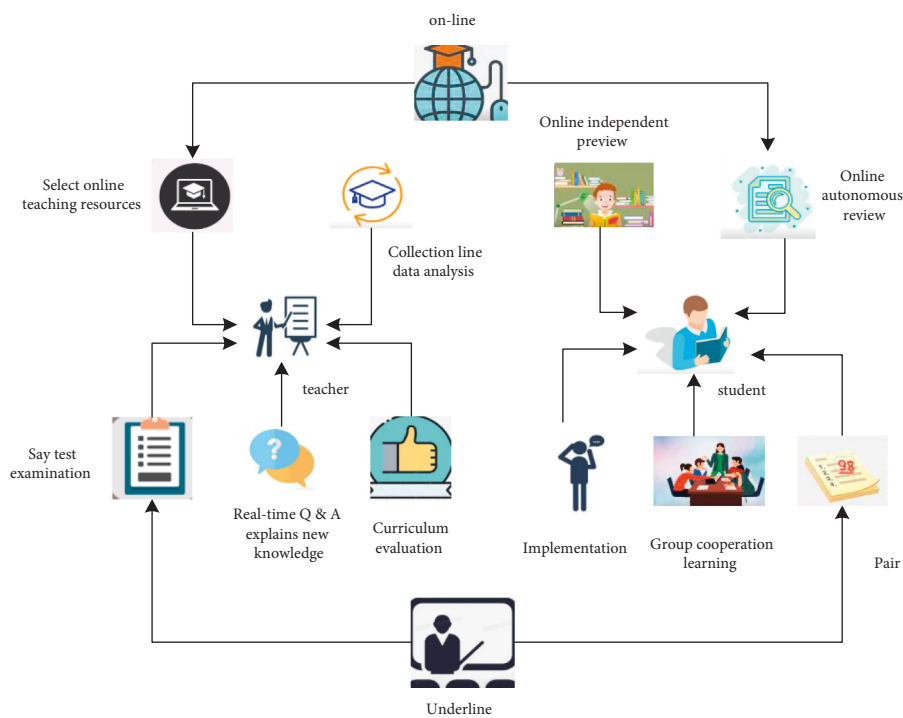 on-line
Online independent
preview
Select online
teaching resources
Online
autonomous
review
Collection line
data analysis
teacher
student
?
Say test
examination
98
Real-time Q & A
explains new
knowledge
Curriculum
evaluation
Implementation
Group cooperation
learning
Pair
Underline